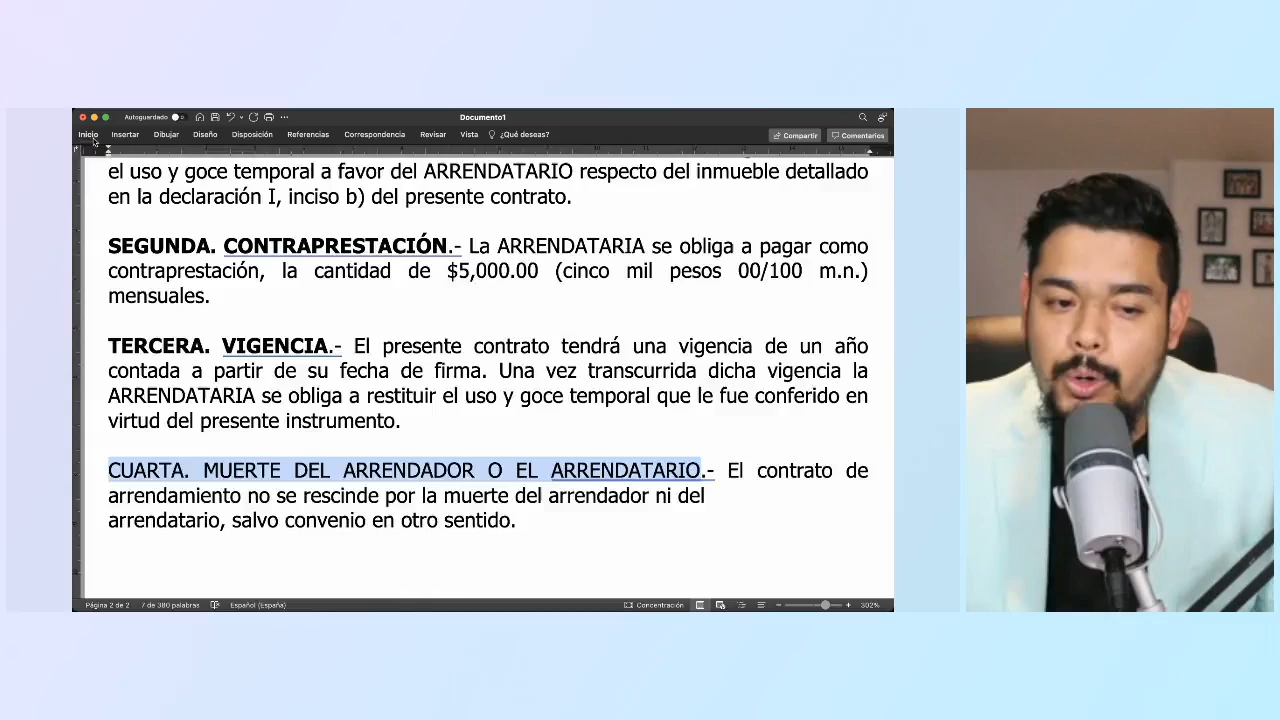 Autoguardado
Documento1
Inicio Insertar Dibujar Diseño Disposición Referencias Correspondencia Revisar Vista ¿Qué deseas? Compartir Comentarios
el uso y goce temporal a favor del ARRENDATARIO respecto del inmueble detallado
en la declaración I, inciso b) del presente contrato.
SEGUNDA. CONTRAPRESTACIÓN.- La ARRENDATARIA se obliga a pagar como
contraprestación, la cantidad de $5,000.00 (cinco mil pesos 00/100 m.n.)
mensuales.
TERCERA. VIGENCIA.- El presente contrato tendrá una vigencia de un año
contada a partir de su fecha de firma. Una vez transcurrida dicha vigencia la
ARRENDATARIA se obliga a restituir el uso y goce temporal que le fue conferido en
virtud del presente instrumento.
CUARTA. MUERTE DEL ARRENDADOR O EL ARRENDATARIO.- El contrato de
arrendamiento no se rescinde por la muerte del arrendador ni del
arrendatario, salvo convenio en otro sentido.
Página 2 de 2 7 de 380 palabras Español (España) Concentración 302%